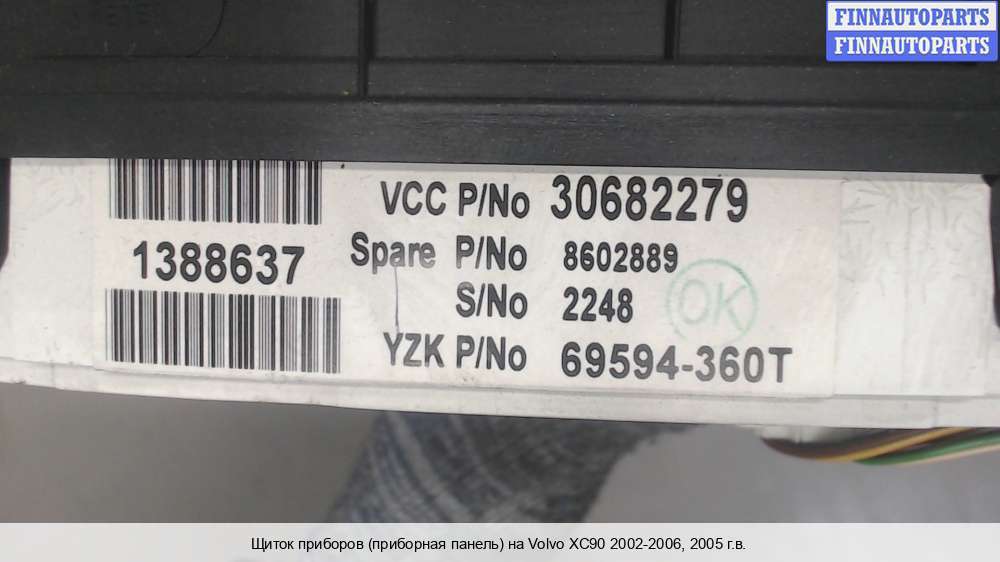 FINNAUTOPARTS
FINNAUTOPARTS
VCC P/No 30682279
1388637
Spare P/No 8602889
S/No 2248
OK
YZK P/No 69594-360T
Щиток приборов (приборная панель) на Volvo XC90 2002-2006, 2005 г.в.